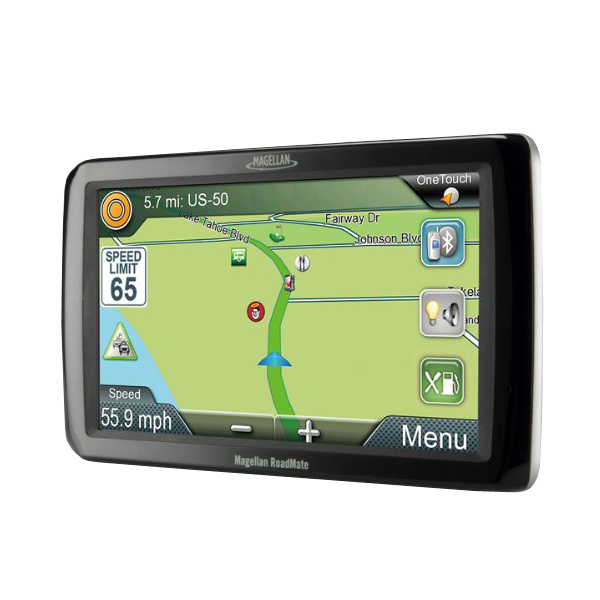 MAGELLAN
OneTouch
5.7 mi: US-50
Lake Tahoe Blvd
Fairway Dr
Johnson Blvd
SPEED
LIMIT
65
Speed
55.9 mph
Menu
Magellan RoadMate